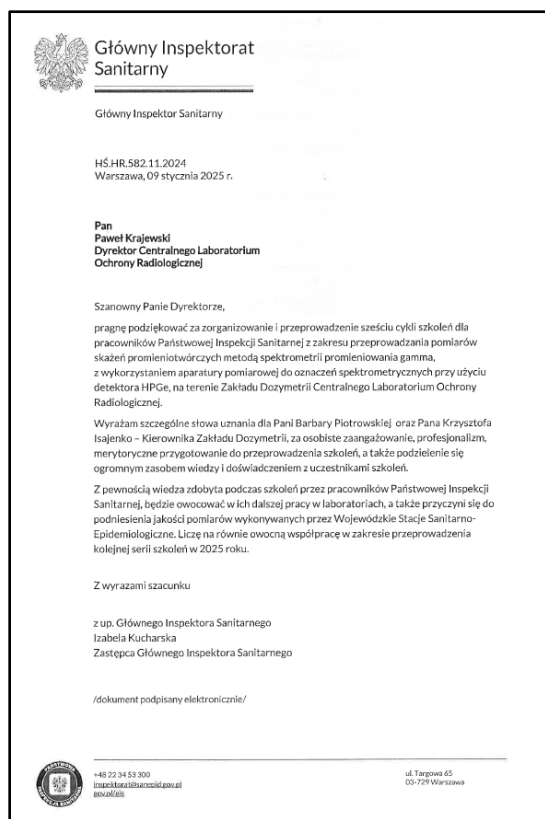 Główny Inspektorat
Sanitarny
Główny Inspektor Sanitarny
HŚ.HR.582.11.2024
Warszawa, 09 stycznia 2025 r.
Pan
Paweł Krajewski
Dyrektor Centralnego Laboratorium
Ochrony Radiologicznej
Szanowny Panie Dyrektorze,
pragnę podziękować za zorganizowanie i przeprowadzenie sześciu cykli szkoleń dla
pracowników Państwowej Inspekcji Sanitarnej z zakresu przeprowadzania pomiarów
skażeń promieniotwórczych metodą spektrometrii promieniowania gamma,
z wykorzystaniem aparatury pomiarowej do oznaczeń spektrometrycznych przy użyciu
detektora HPGe, na terenie Zakładu Dozymetrii Centralnego Laboratorium Ochrony
Radiologicznej.
Wyrażam szczególne słowa uznania dla Pani Barbary Piotrowskiej oraz Pana Krzysztofa
Isajenko – Kierownika Zakładu Dozymetrii, za osobiste zaangażowanie, profesjonalizm,
merytoryczne przygotowanie do przeprowadzenia szkoleń, a także podzielenie się
ogromnym zasobem wiedzy i doświadczeniem z uczestnikami szkoleń.
Z pewnością wiedza zdobyta podczas szkoleń przez pracowników Państwowej Inspekcji
Sanitarnej, będzie owocować w ich dalszej pracy w laboratoriach, a także przyczyni się do
podniesienia jakości pomiarów wykonywanych przez Wojewódzkie Stacje Sanitarno-
Epidemiologiczne. Liczę na równie owocną współpracę w zakresie przeprowadzenia
kolejnej serii szkoleń w 2025 roku.
Z wyrazami szacunku
z up. Głównego Inspektora Sanitarnego
Izabela Kucharska
Zastępca Głównego Inspektora Sanitarnego
/dokument podpisany elektronicznie/
PAŃSTWOWA
INSPEKCJA SANITARNA
+48 22 34 53 300
inspektorat@sanepid.gov.pl
gov.pl/gis
ul. Targowa 65
03-729 Warszawa